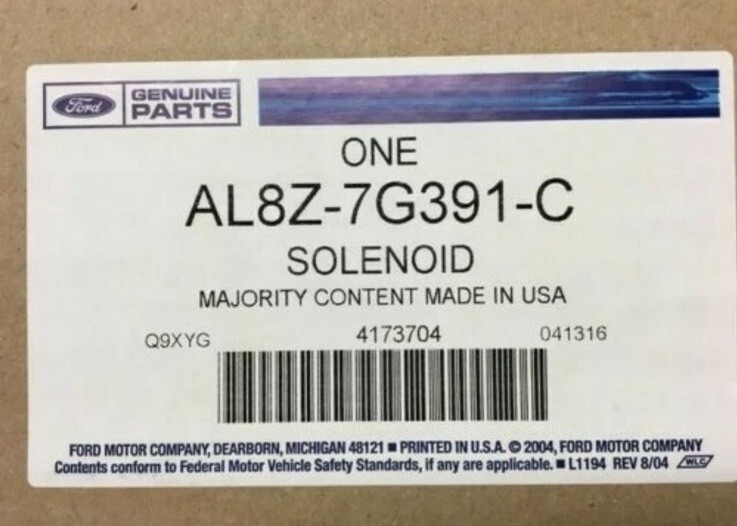 Ford GENUINE PARTS
ONE
AL8Z-7G391-C
SOLENOID
MAJORITY CONTENT MADE IN USA
Q9XYG 4173704 041316
FORD MOTOR COMPANY, DEARBORN, MICHIGAN 48121 ■ PRINTED IN U.S.A. © 2004, FORD MOTOR COMPANY
Contents conform to Federal Motor Vehicle Safety Standards, if any are applicable. ■ L1194 REV 8/04 WLC